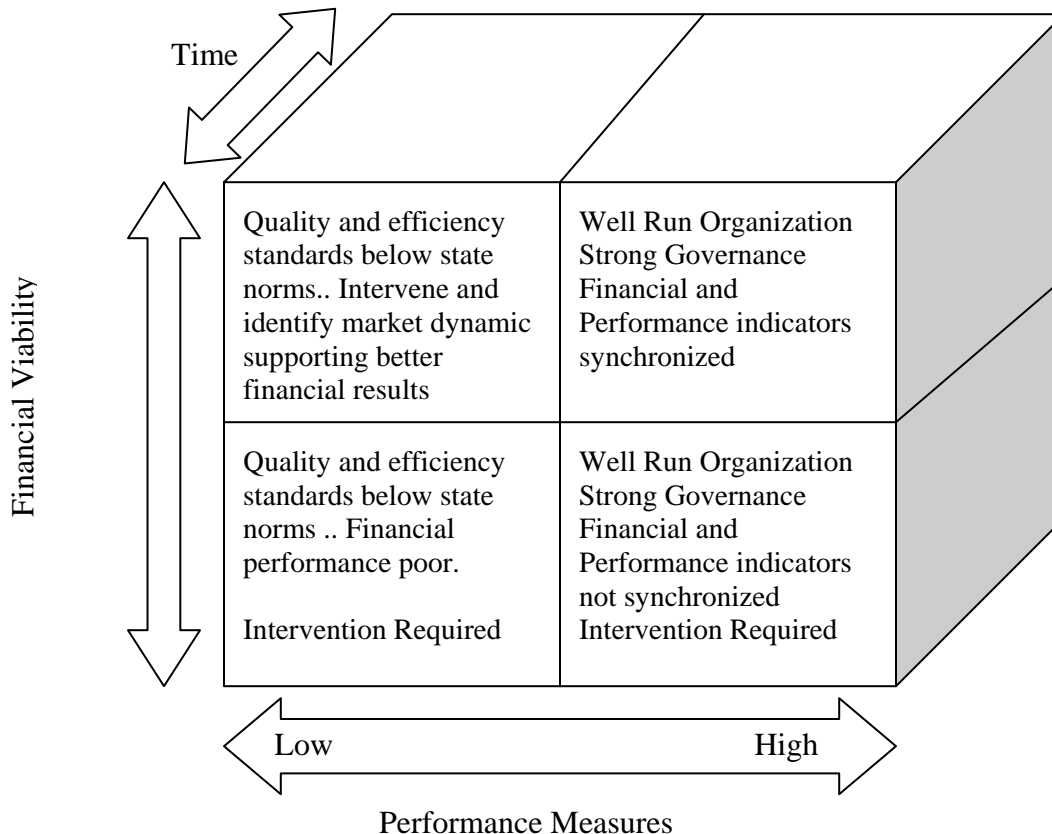 Time
Financial Viability
Quality and efficiency
standards below state
norms.. Intervene and
identify market dynamic
supporting better
financial results
Well Run Organization
Strong Governance
Financial and
Performance indicators
synchronized
Quality and efficiency
standards below state
norms .. Financial
performance poor.
Intervention Required
Well Run Organization
Strong Governance
Financial and
Performance indicators
not synchronized
Intervention Required
Low High
Performance Measures